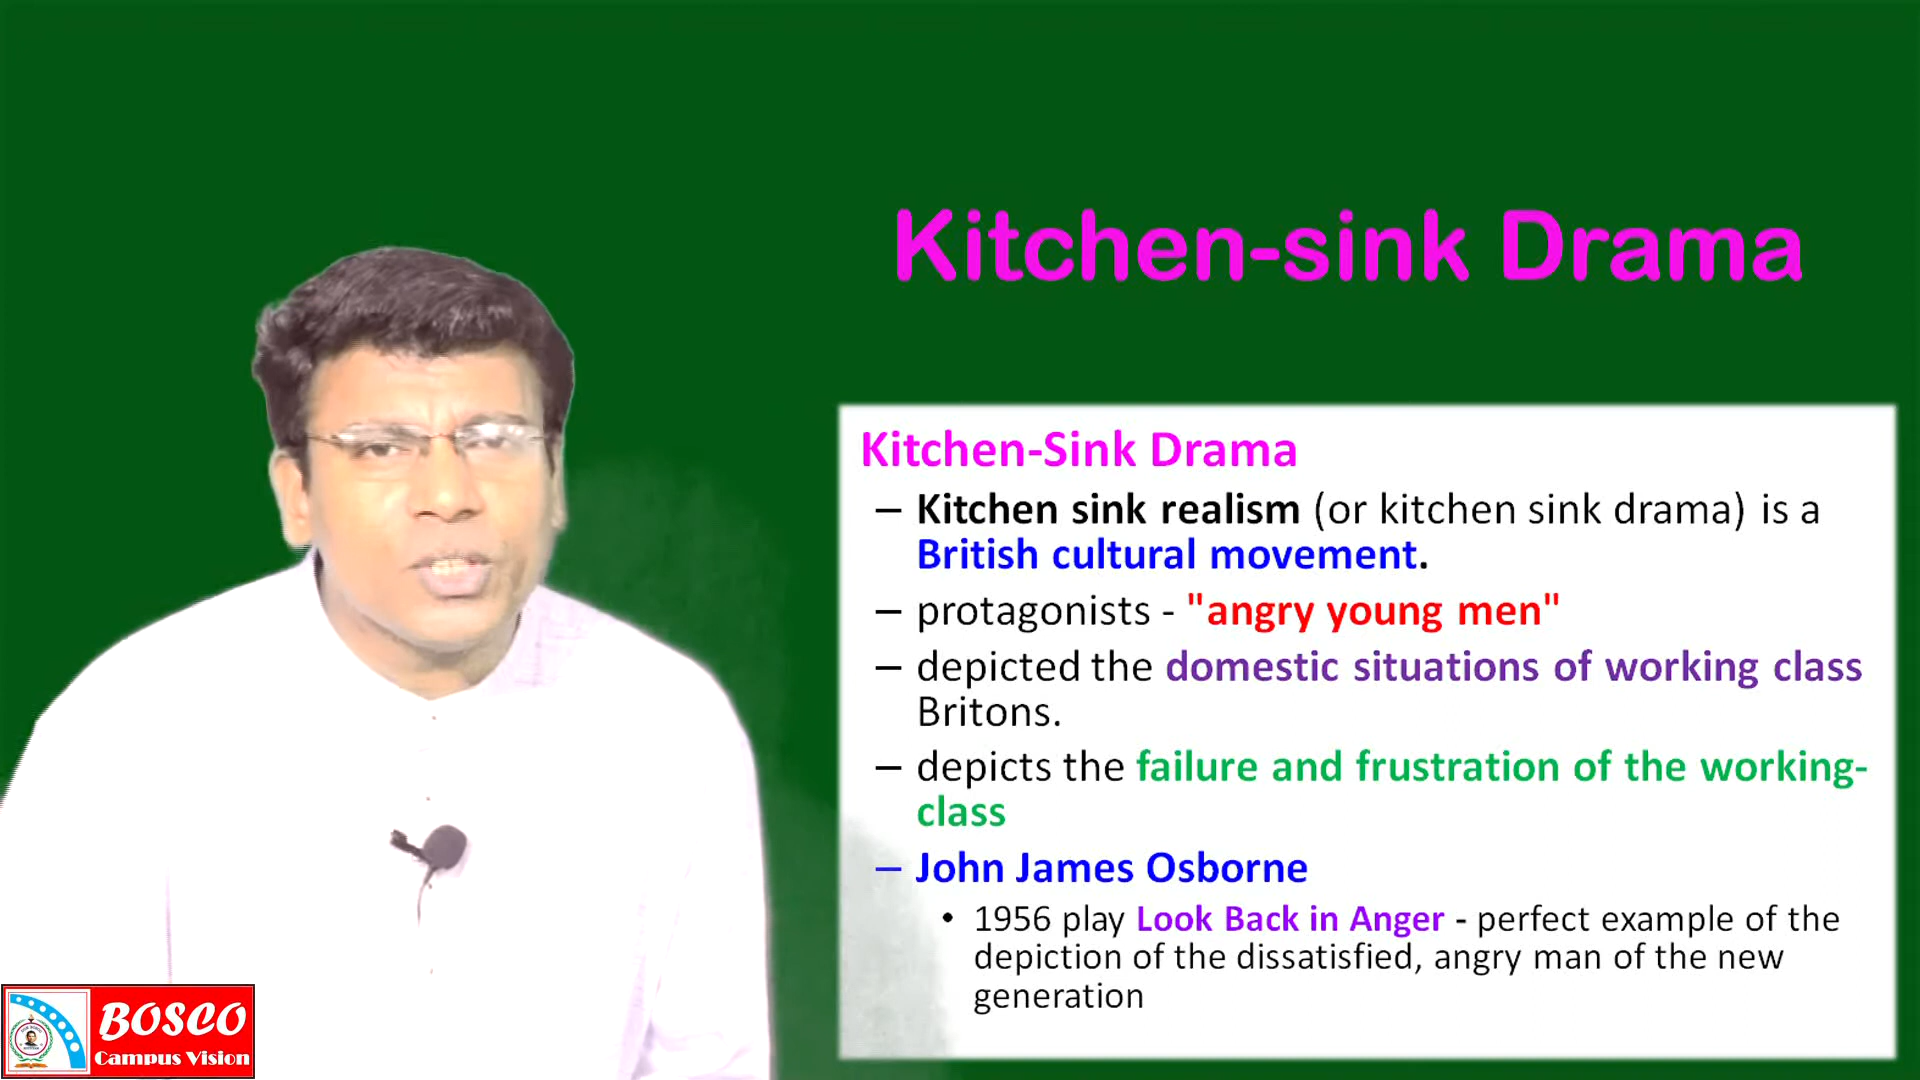 Kitchen-sink Drama
Kitchen-Sink Drama
– Kitchen sink realism (or kitchen sink drama) is a
British cultural movement.
– protagonists - "angry young men"
– depicted the domestic situations of working class
Britons.
– depicts the failure and frustration of the working-
class
– John James Osborne
• 1956 play Look Back in Anger - perfect example of the
depiction of the dissatisfied, angry man of the new
generation
BOSCO
Campus Vision